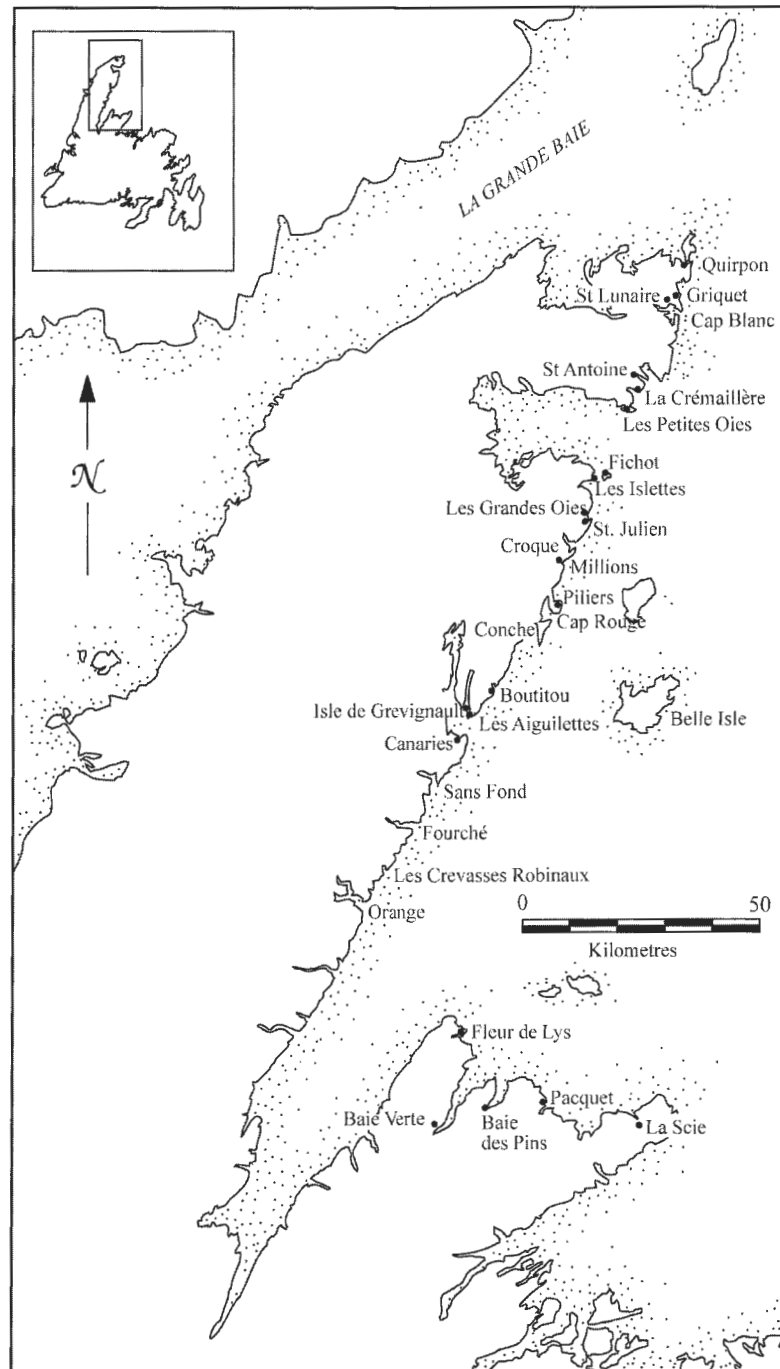 LA GRANDE BAIE
Quirpon
St Lunaire
Griquet
Cap Blanc
St Antoine
La Crémaillère
Les Petites Oies
N
Fichot
Les Islettes
Les Grandes Oies
St. Julien
Croque
Millions
Piliers
Cap Rouge
Conche
Boutitou
Isle de Grevignault
Les Aiguilettes
Belle Isle
Canaries
Sans Fond
Fourché
Les Crevasses Robinaux
Orange
0 50
Kilometres
Fleur de Lys
Pacquet
Baie Verte
Baie
des Pins
La Scie